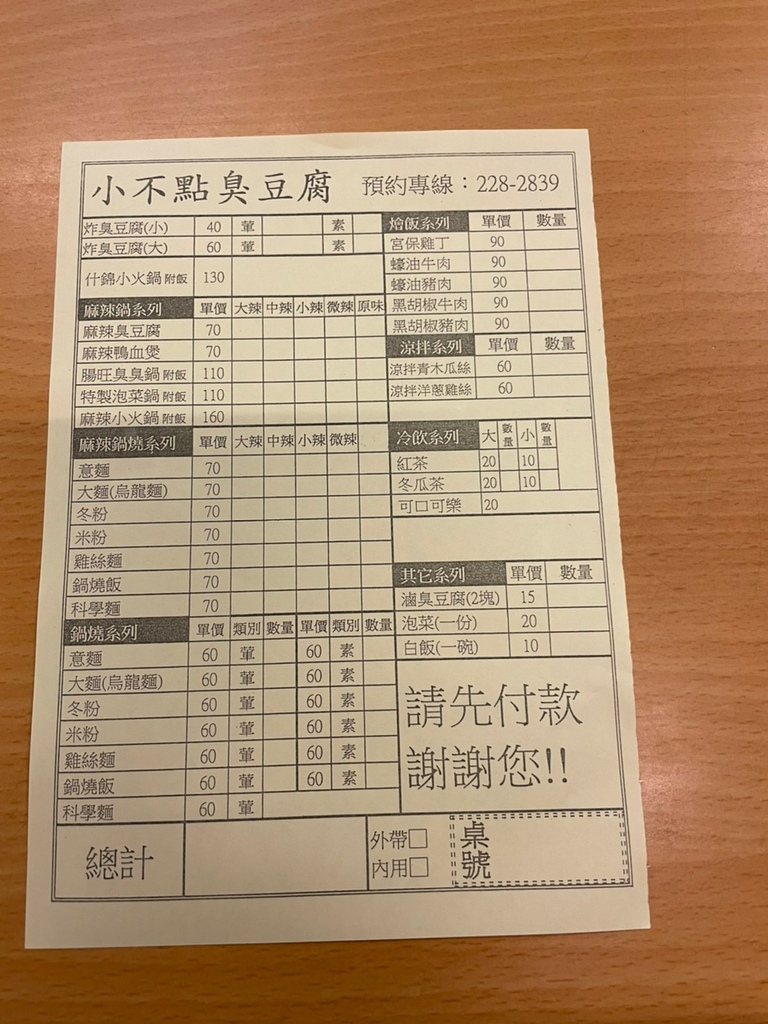 小不點臭豆腐 預約專線：228-2839
炸臭豆腐(小) 40 葷 素
炸臭豆腐(大) 60 葷 素
什錦小火鍋 附飯 130
麻辣鍋系列 單價 大辣 中辣 小辣 微辣 原味
麻辣臭豆腐 70
麻辣鴨血煲 70
腸旺臭臭鍋 附飯 110
特製泡菜鍋 附飯 110
麻辣小火鍋 附飯 160
麻辣鍋燒系列 單價 大辣 中辣 小辣 微辣
意麵 70
大麵(烏龍麵) 70
冬粉 70
米粉 70
雞絲麵 70
鍋燒飯 70
科學麵 70
鍋燒系列 單價 類別 數量 單價 類別 數量
意麵 60 葷 60 素
大麵(烏龍麵) 60 葷 60 素
冬粉 60 葷 60 素
米粉 60 葷 60 素
雞絲麵 60 葷 60 素
鍋燒飯 60 葷 60 素
科學麵 60 葷
燴飯系列 單價 數量
宮保雞丁 90
蠔油牛肉 90
蠔油豬肉 90
黑胡椒牛肉 90
黑胡椒豬肉 90
涼拌系列 單價 數量
涼拌青木瓜絲 60
涼拌洋蔥雞絲 60
冷飲系列 大 數量 小 數量
紅茶 20 10
冬瓜茶 20 10
可口可樂 20
其它系列 單價 數量
滷臭豆腐(2塊) 15
泡菜(一份) 20
白飯(一碗) 10
請先付款
謝謝您!!
總計
外帶□
內用□
桌號